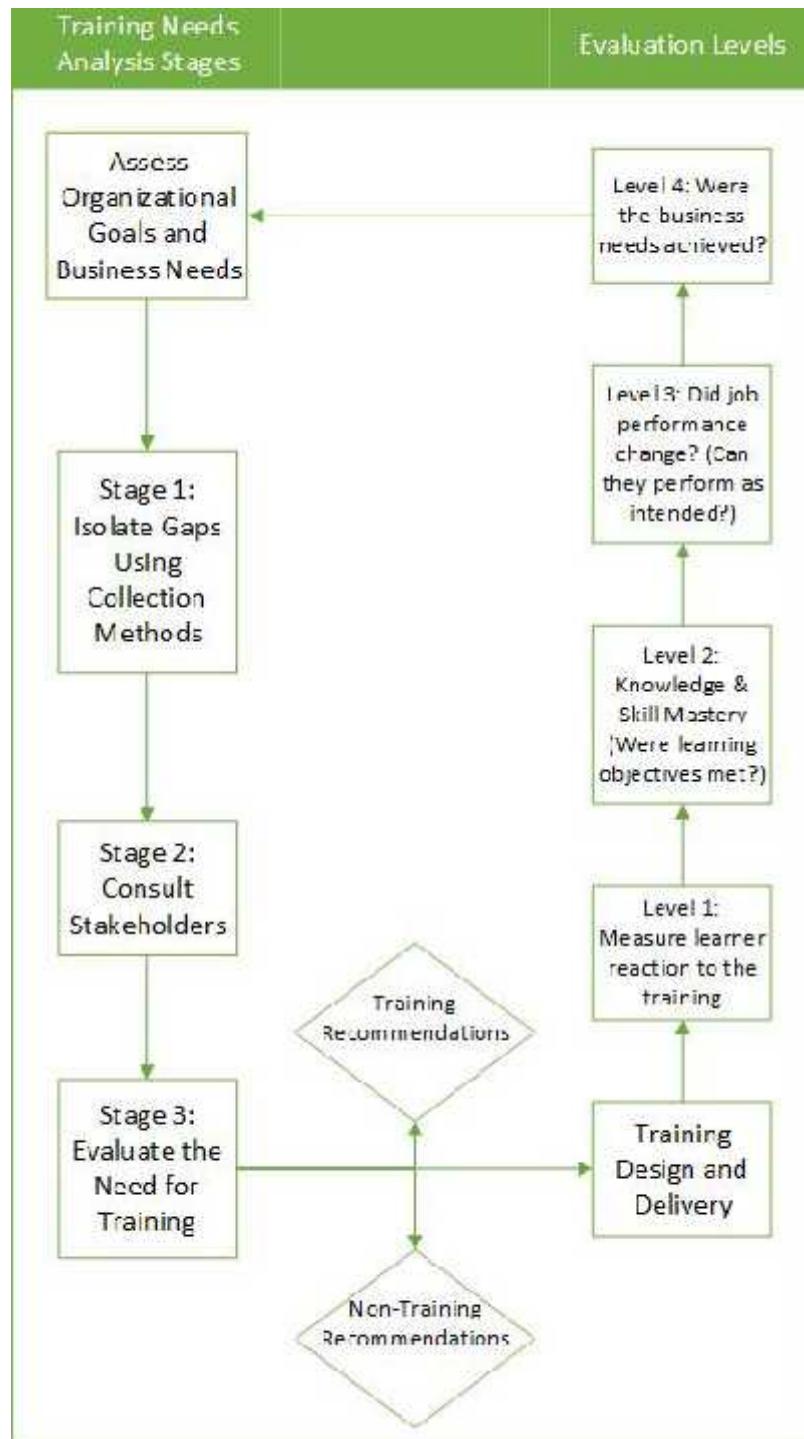 Training Needs
Analysis Stages
Evaluation Levels
Assess
Organizational
Goals and
Business Needs
Stage 1:
Isolate Gaps
Using
Collection
Methods
Stage 2:
Consult
Stakeholders
Stage 3:
Evaluate the
Need for
Training
Training
Recommendations
Non-Training
Recommendations
Training
Design and
Delivery
Level 1:
Measure learner
reaction to the
training
Level 2:
Knowledge &
Skill Mastery
(Were learning
objectives met?)
Level 3: Did job
performance
change? (Can
they perform as
intended?)
Level 4: Were
the business
needs achieved?